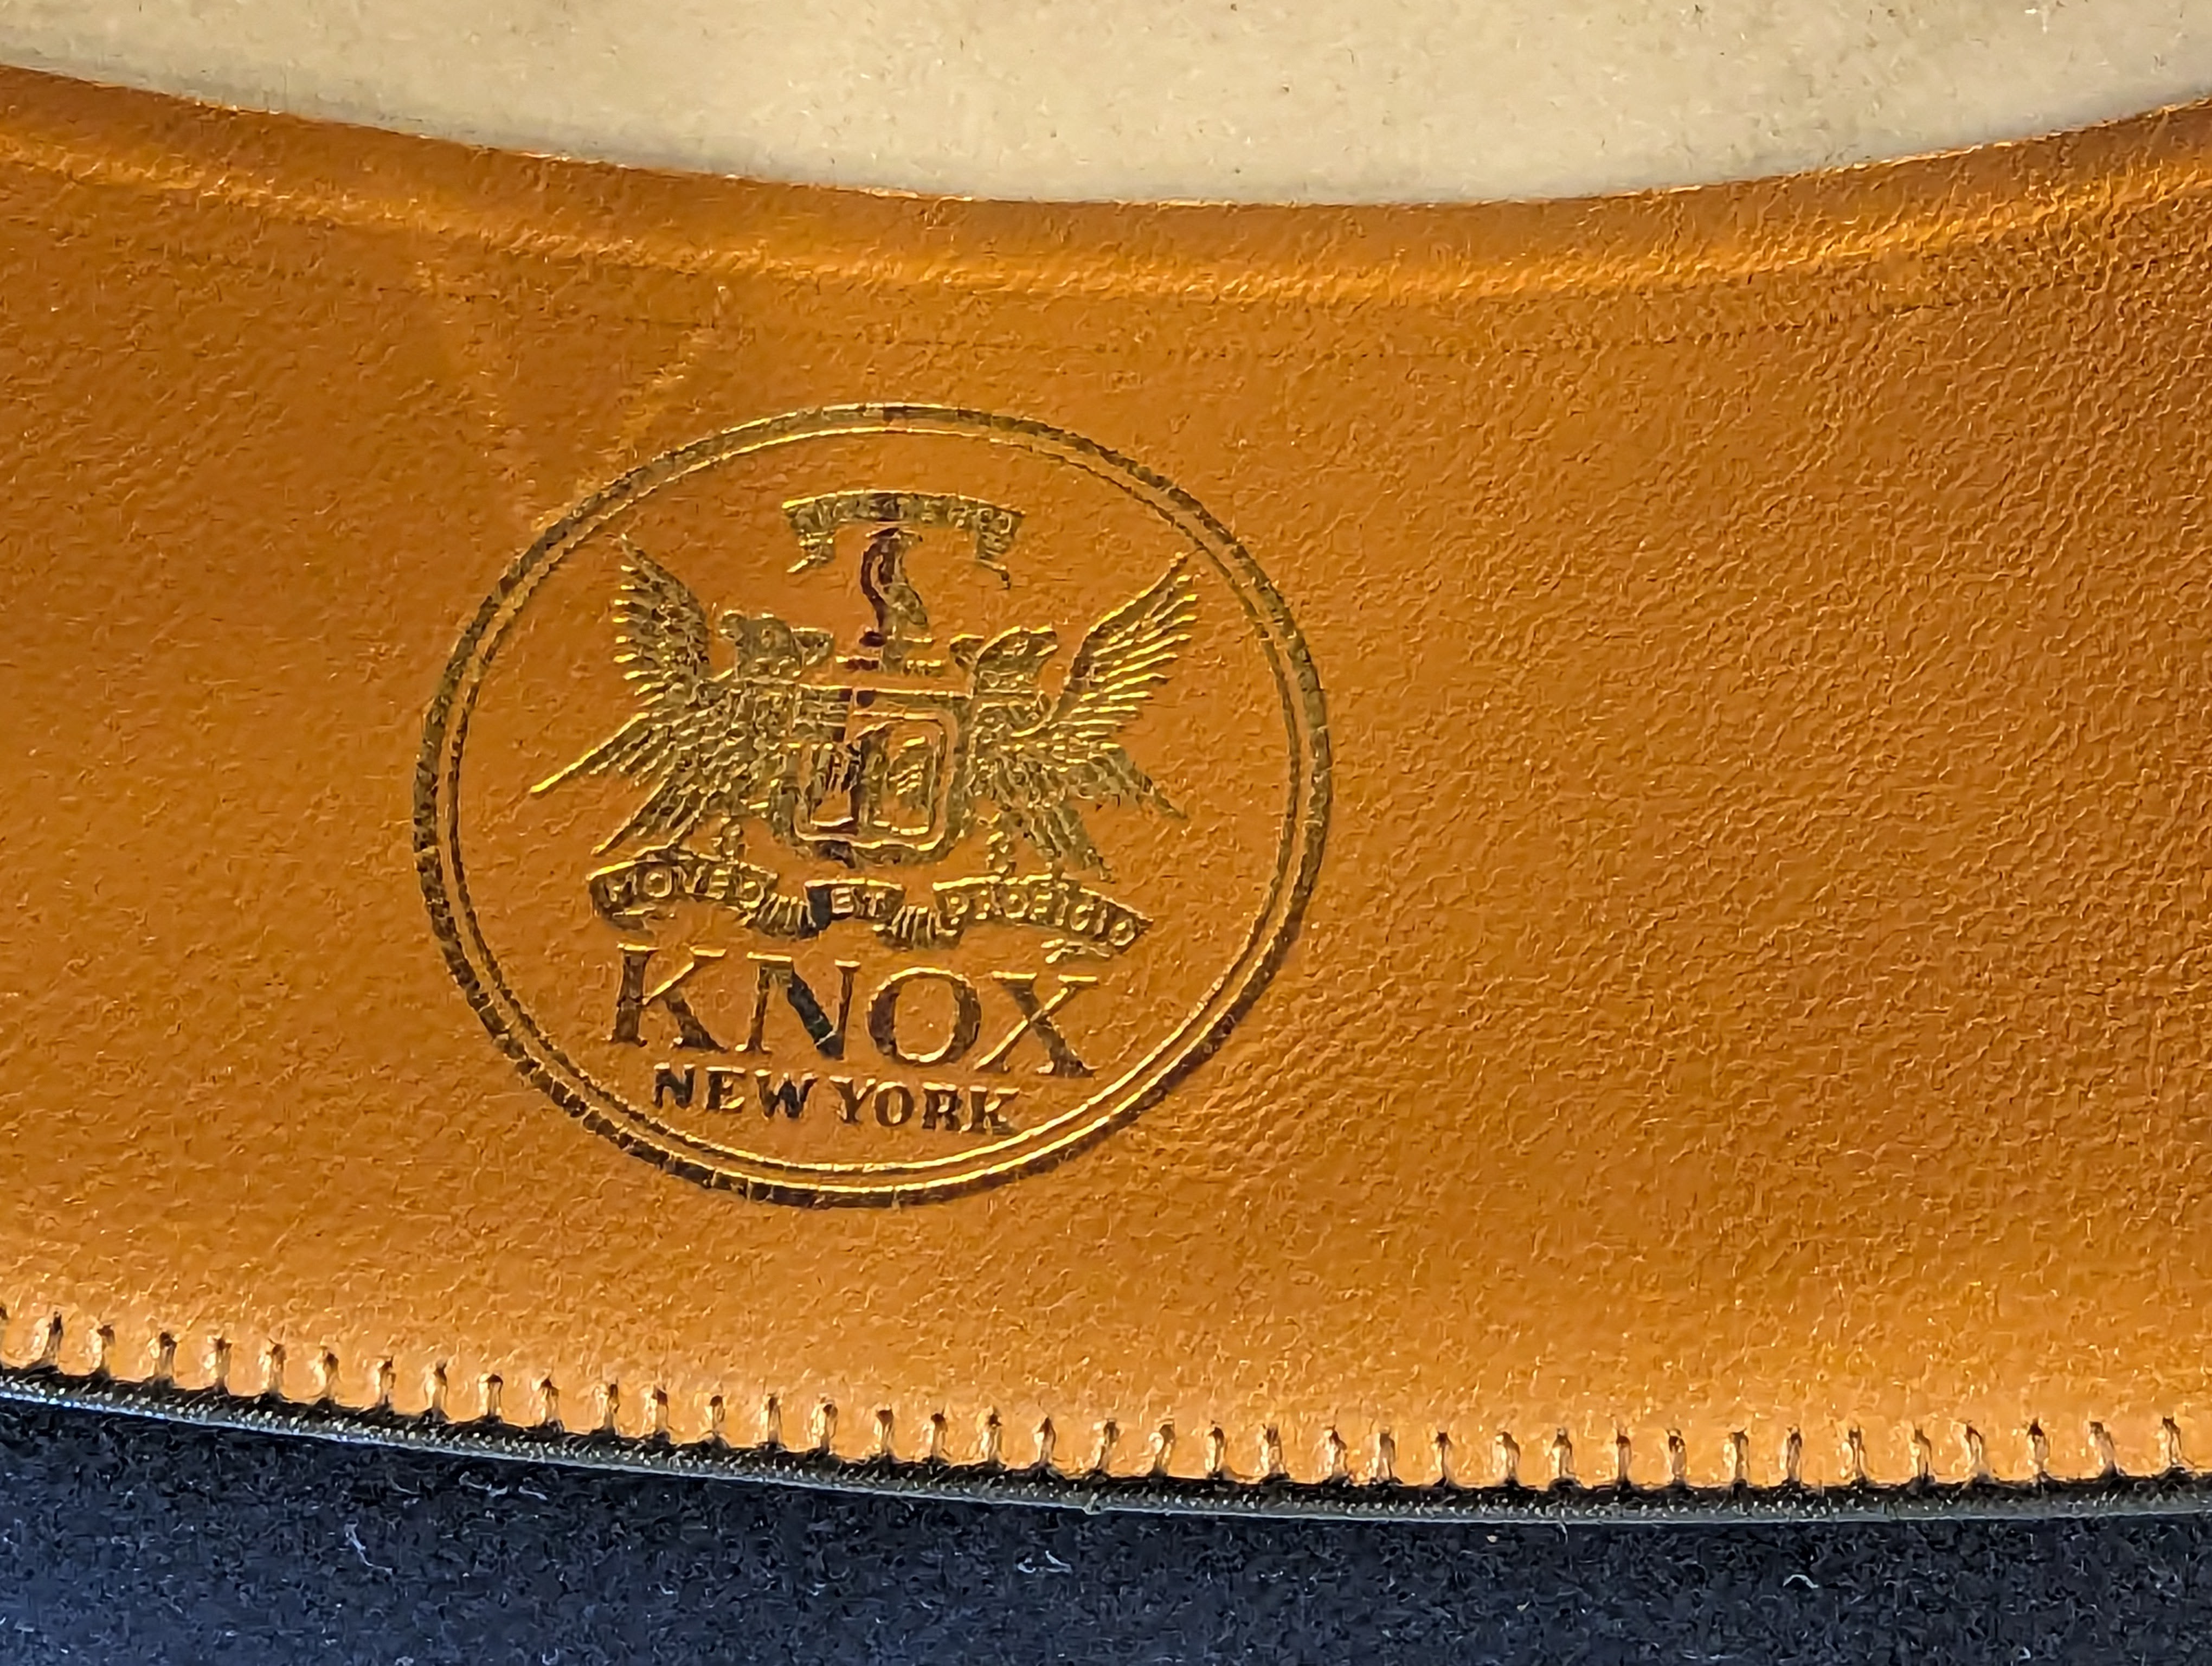 MOVEO ET PROFICIO
KNOX
NEW YORK